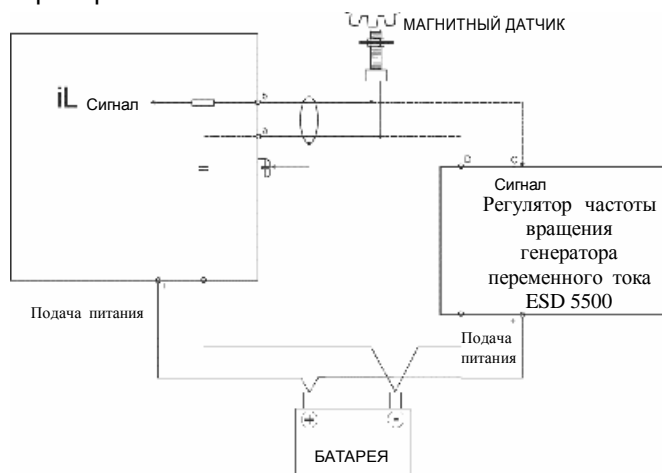 МАГНИТНЫЙ ДАТЧИК
iL Сигнал
Сигнал
Регулятор частоты
вращения
генератора
переменного тока
ESD 5500
Подача питания
Подача
питания
БАТАРЕЯ